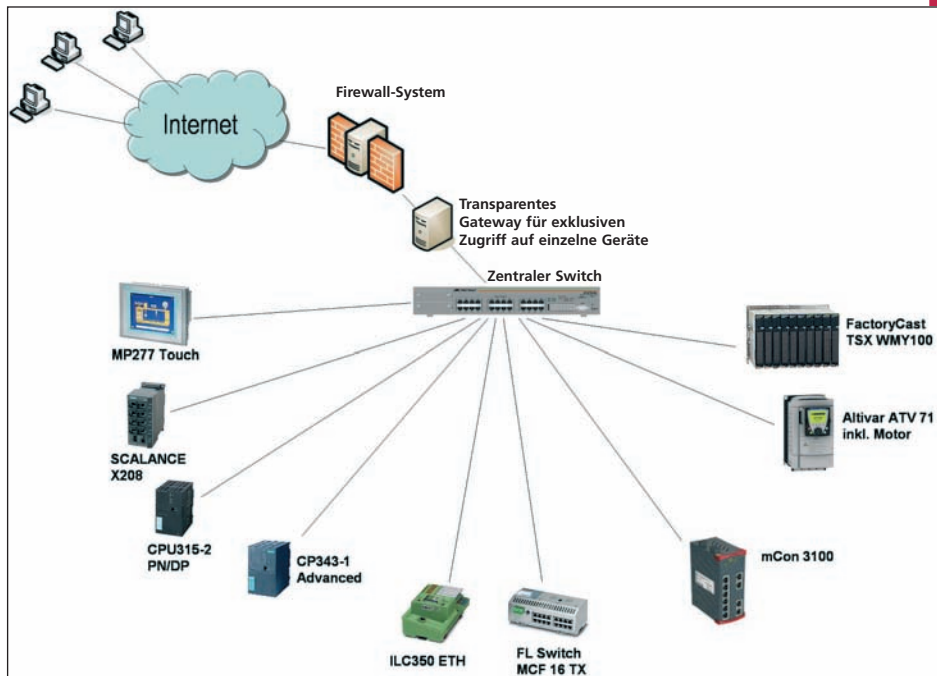 Internet
Firewall-System
Transparentes
Gateway für exklusiven
Zugriff auf einzelne Geräte
Zentraler Switch
MP277 Touch
FactoryCast
TSX WMY100
SCALANCE
X208
Altivar ATV 71
inkl. Motor
CPU315-2
PN/DP
CP343-1
Advanced
mCon 3100
ILC350 ETH
FL Switch
MCF 16 TX